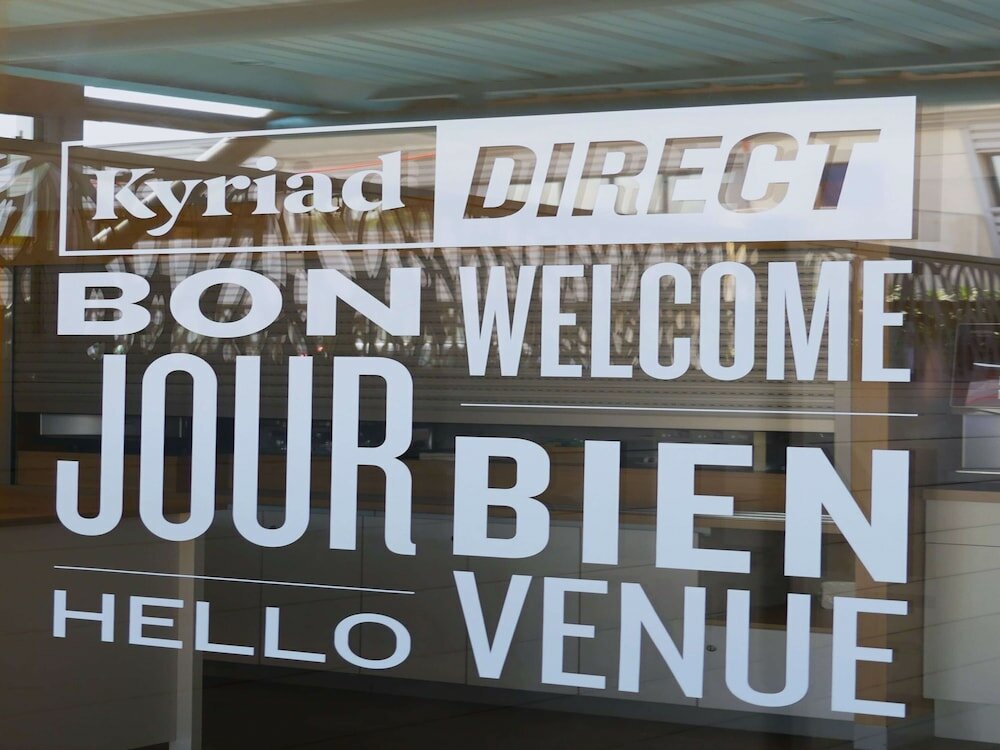 Kyriad DIRECT
BON
JOUR
HELLO
WELCOME
BIEN
VENUE